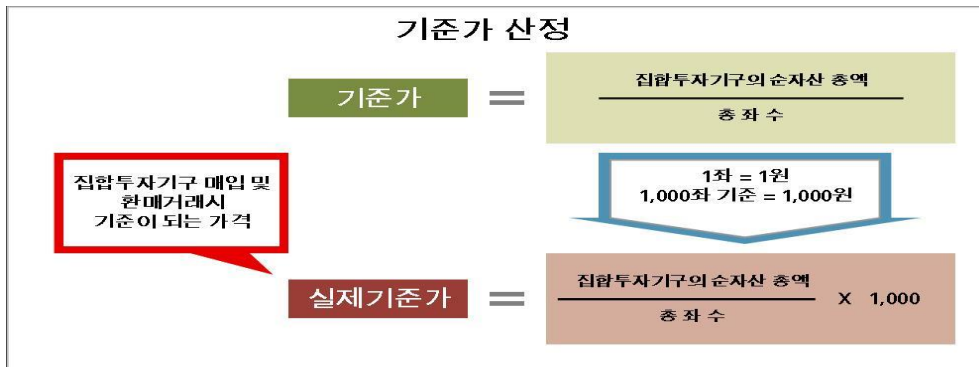 기준가 산정
기준가 = 집합투자기구의 순자산 총액
총 좌 수
집합투자기구 매입 및
환매거래시
기준이 되는 가격
1좌 = 1원
1,000좌 기준 = 1,000원
실제기준가 = 집합투자기구의 순자산 총액
총 좌 수
X 1,000